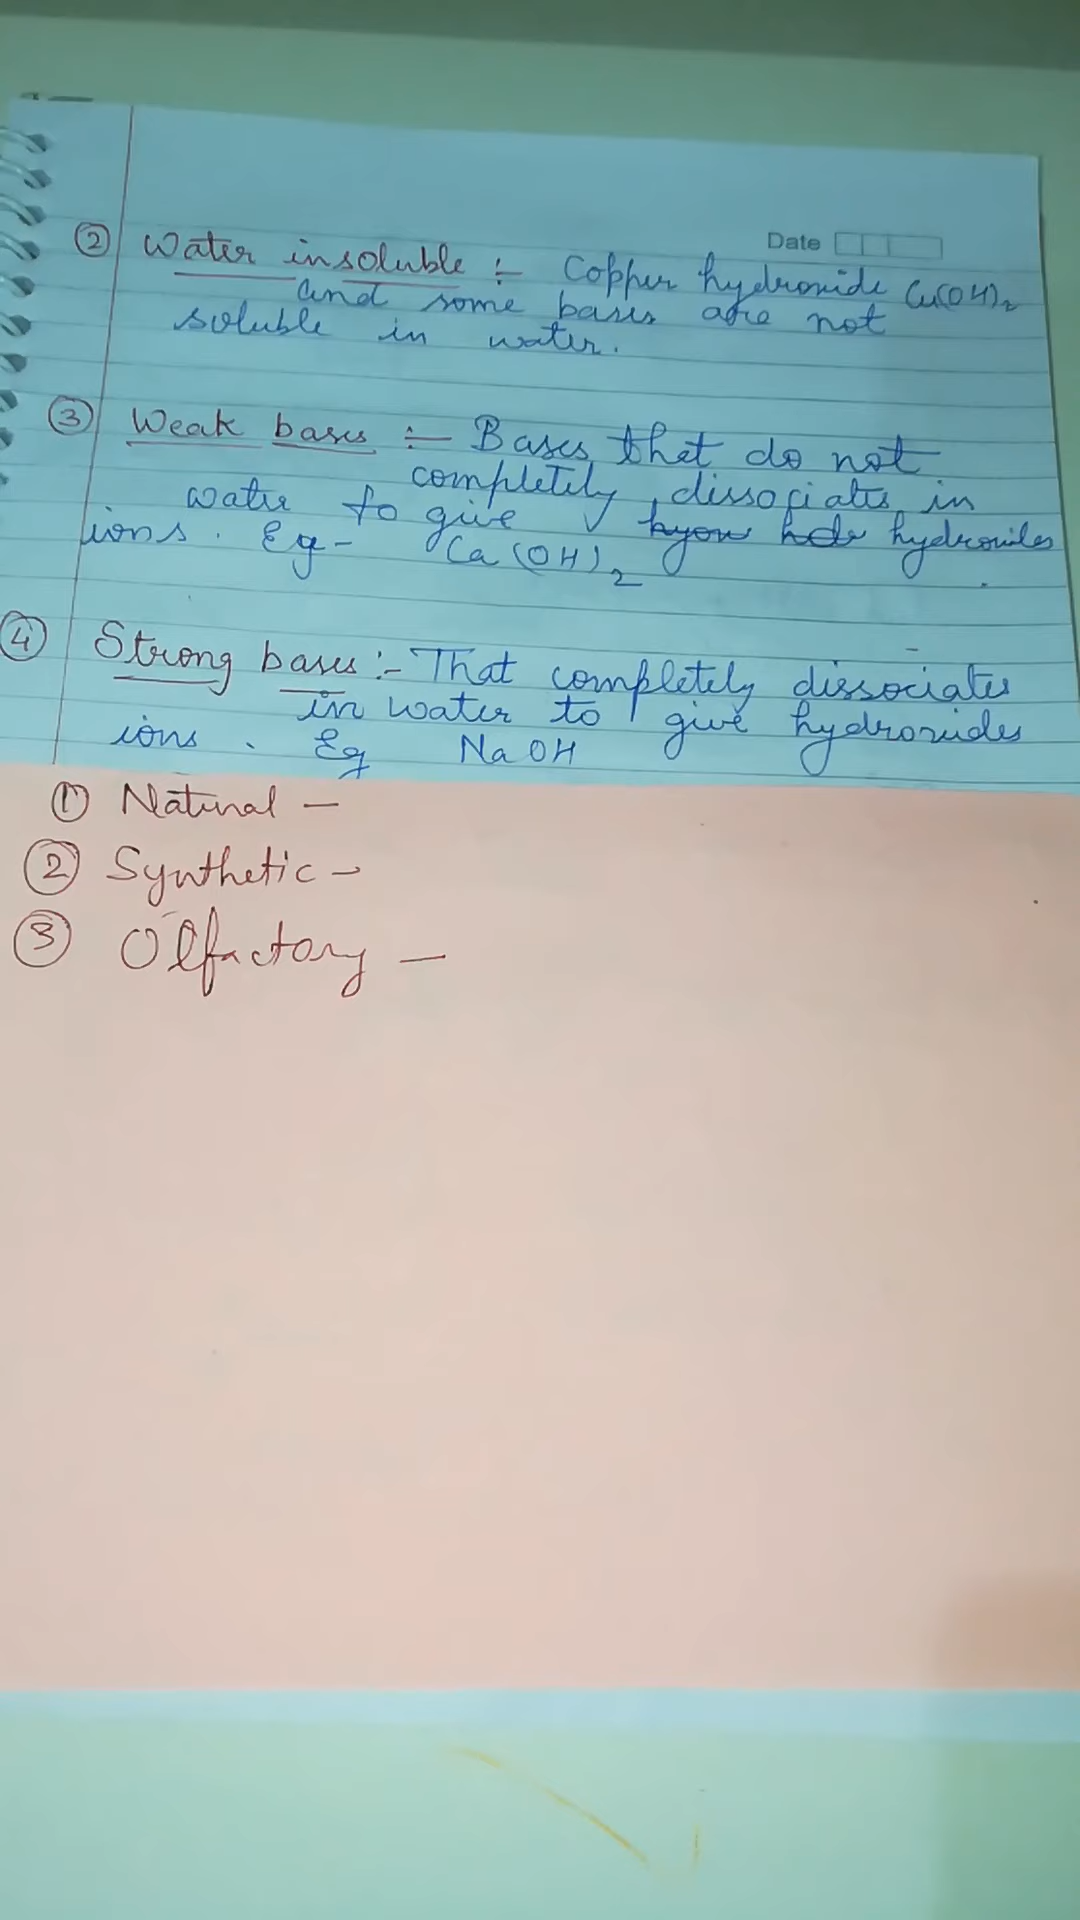 Date
② Water insoluble :- Copper hydroxide Cu(OH)2
and some bases are not
soluble in water.
③ Weak bases :- Bases that do not
completely dissociates in
water to give hydroxides
ions. Eg- Ca(OH)2
④ Strong bases :- That completely dissociates
in water to give hydroxides
ions. Eg NaOH
① Natural -
② Synthetic -
③ Olfactory -